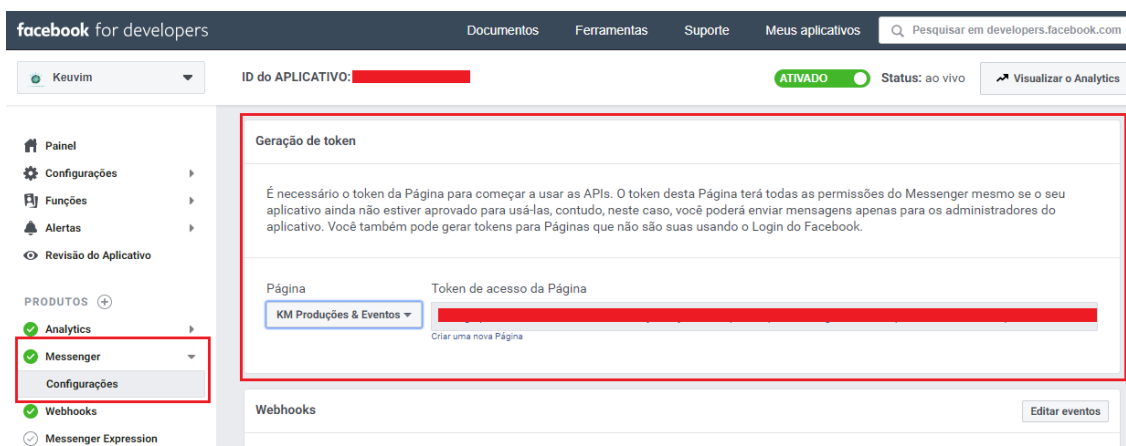 facebook for developers
Documentos
Ferramentas
Suporte
Meus aplicativos
Pesquisar em developers.facebook.com
Keuvim
ID do APLICATIVO:
ATIVADO
Status: ao vivo
Visualizar o Analytics
Painel
Configurações
Funções
Alertas
Revisão do Aplicativo
PRODUTOS
Analytics
Messenger
Configurações
Webhooks
Messenger Expression
Geração de token
É necessário o token da Página para começar a usar as APIs. O token desta Página terá todas as permissões do Messenger mesmo se o seu
aplicativo ainda não estiver aprovado para usá-las, contudo, neste caso, você poderá enviar mensagens apenas para os administradores do
aplicativo. Você também pode gerar tokens para Páginas que não são suas usando o Login do Facebook.
Página
Token de acesso da Página
KM Produções & Eventos
Criar uma nova Página
Webhooks
Editar eventos